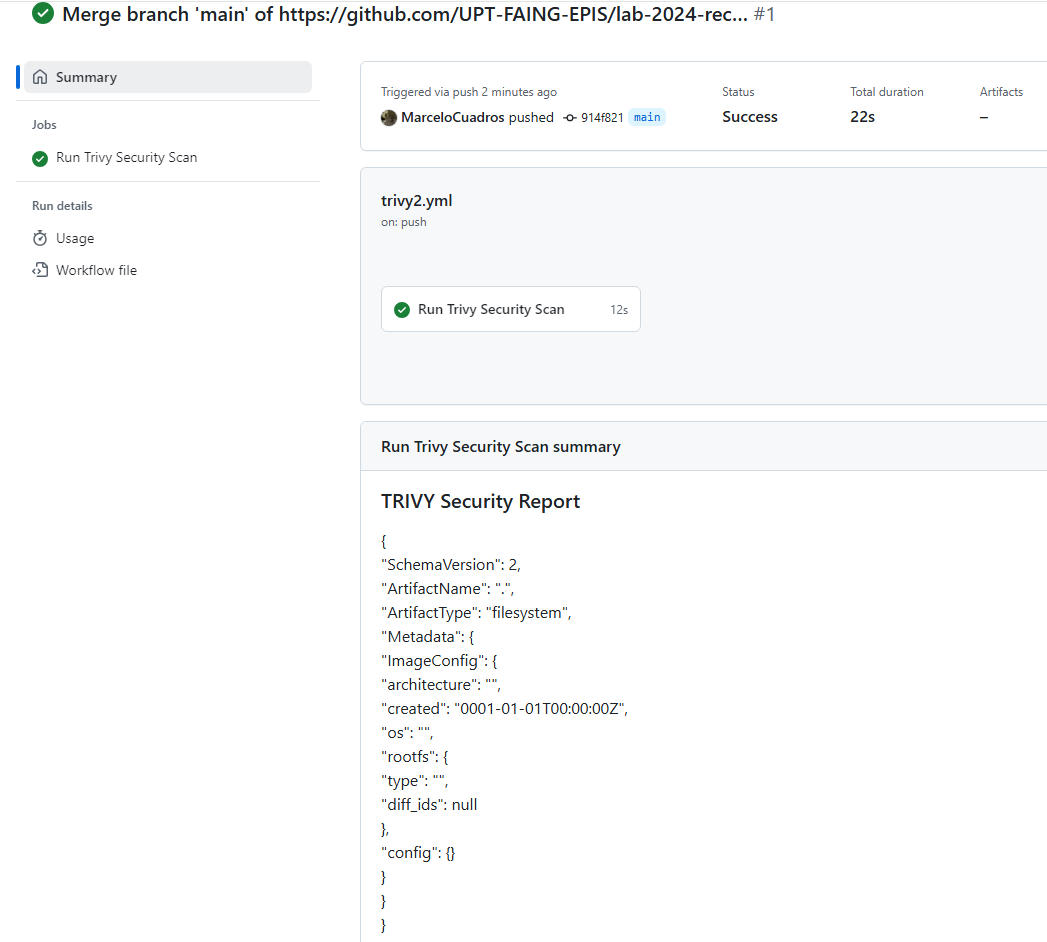 Merge branch 'main' of https://github.com/UPT-FAING-EPIS/lab-2024-rec... #1
Summary
Jobs
Run Trivy Security Scan
Run details
Usage
Workflow file
Triggered via push 2 minutes ago
MarceloCuadros pushed 914f821 main
Status
Success
Total duration
22s
Artifacts
–
trivy2.yml
on: push
Run Trivy Security Scan 12s
Run Trivy Security Scan summary
TRIVY Security Report
{
"SchemaVersion": 2,
"ArtifactName": ".",
"ArtifactType": "filesystem",
"Metadata": {
"ImageConfig": {
"architecture": "",
"created": "0001-01-01T00:00:00Z",
"os": "",
"rootfs": {
"type": "",
"diff_ids": null
},
"config": {}
}
}
}